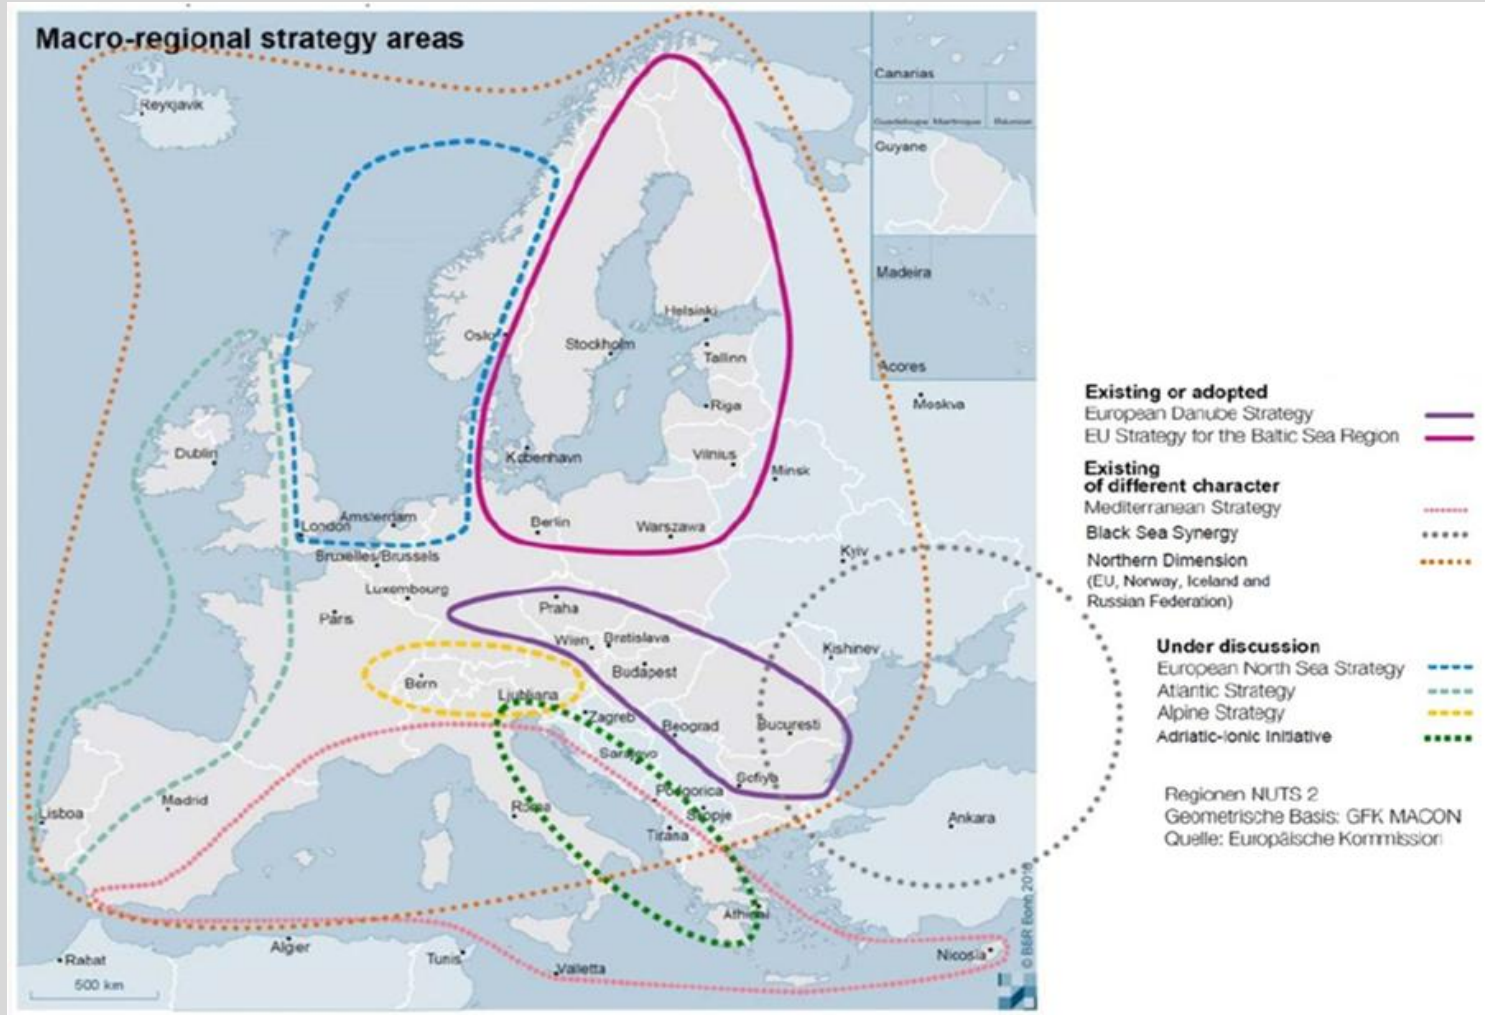 Macro-regional strategy areas
Reykjavik
Canarias
Guadeloupe Martinique Réunion
Guyane
Madeira
Acores
Helsinki
Oslo
Stockholm
Tallinn
Riga
Moskva
Dublin
København
Vilnius
Minsk
London
Amsterdam
Berlin
Warszawa
Bruxelles/Brussels
Kyiv
Luxembourg
Praha
Paris
Wien
Bratislava
Kishinev
Budapest
Bern
Ljubljana
Zagreb
Beograd
Bucuresti
Sarajevo
Sofiya
Podgorica
Madrid
Lisboa
Roma
Skopje
Tirana
Ankara
Athinai
Alger
Tunis
Rabat
Valletta
Nicosia
500 km
Existing or adopted
European Danube Strategy
EU Strategy for the Baltic Sea Region
Existing
of different character
Mediterranean Strategy
Black Sea Synergy
Northern Dimension
(EU, Norway, Iceland and
Russian Federation)
Under discussion
European North Sea Strategy
Atlantic Strategy
Alpine Strategy
Adriatic-Ionic Initiative
Regionen NUTS 2
Geometrische Basis: GFK MACON
Quelle: Europäische Kommission